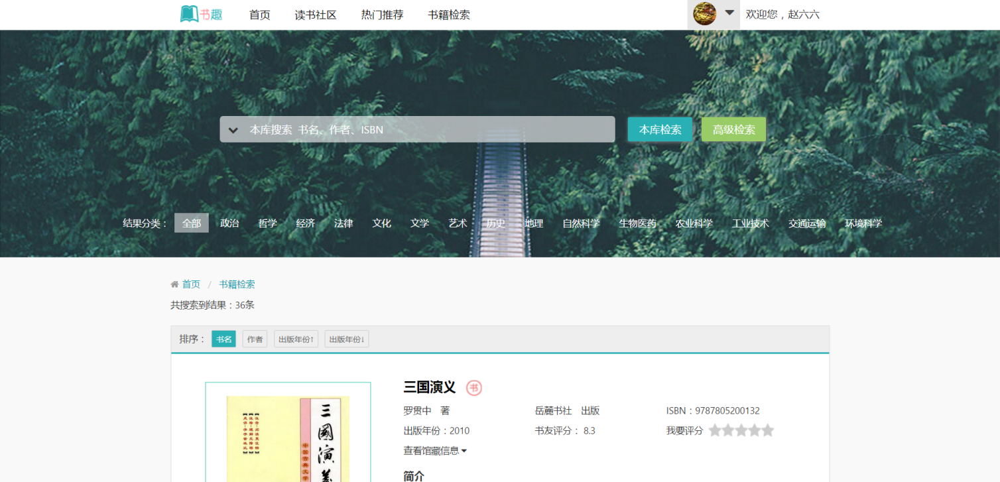 书趣 首页 读书社区 热门推荐 书籍检索 欢迎您，赵六六
本库搜索 书名、作者、ISBN 本库检索 高级检索
结果分类： 全部 政治 哲学 经济 法律 文化 文学 艺术 历史 地理 自然科学 生物医药 农业科学 工业技术 交通运输 环境科学
首页 / 书籍检索
共搜索到结果：36条
排序： 书名 作者 出版年份↑ 出版年份↓
三国演义 书
罗贯中 著 岳麓书社 出版 ISBN：9787805200132
出版年份：2010 书友评分： 8.3 我要评分
查看馆藏信息
简介
三國演義
中国古典文学